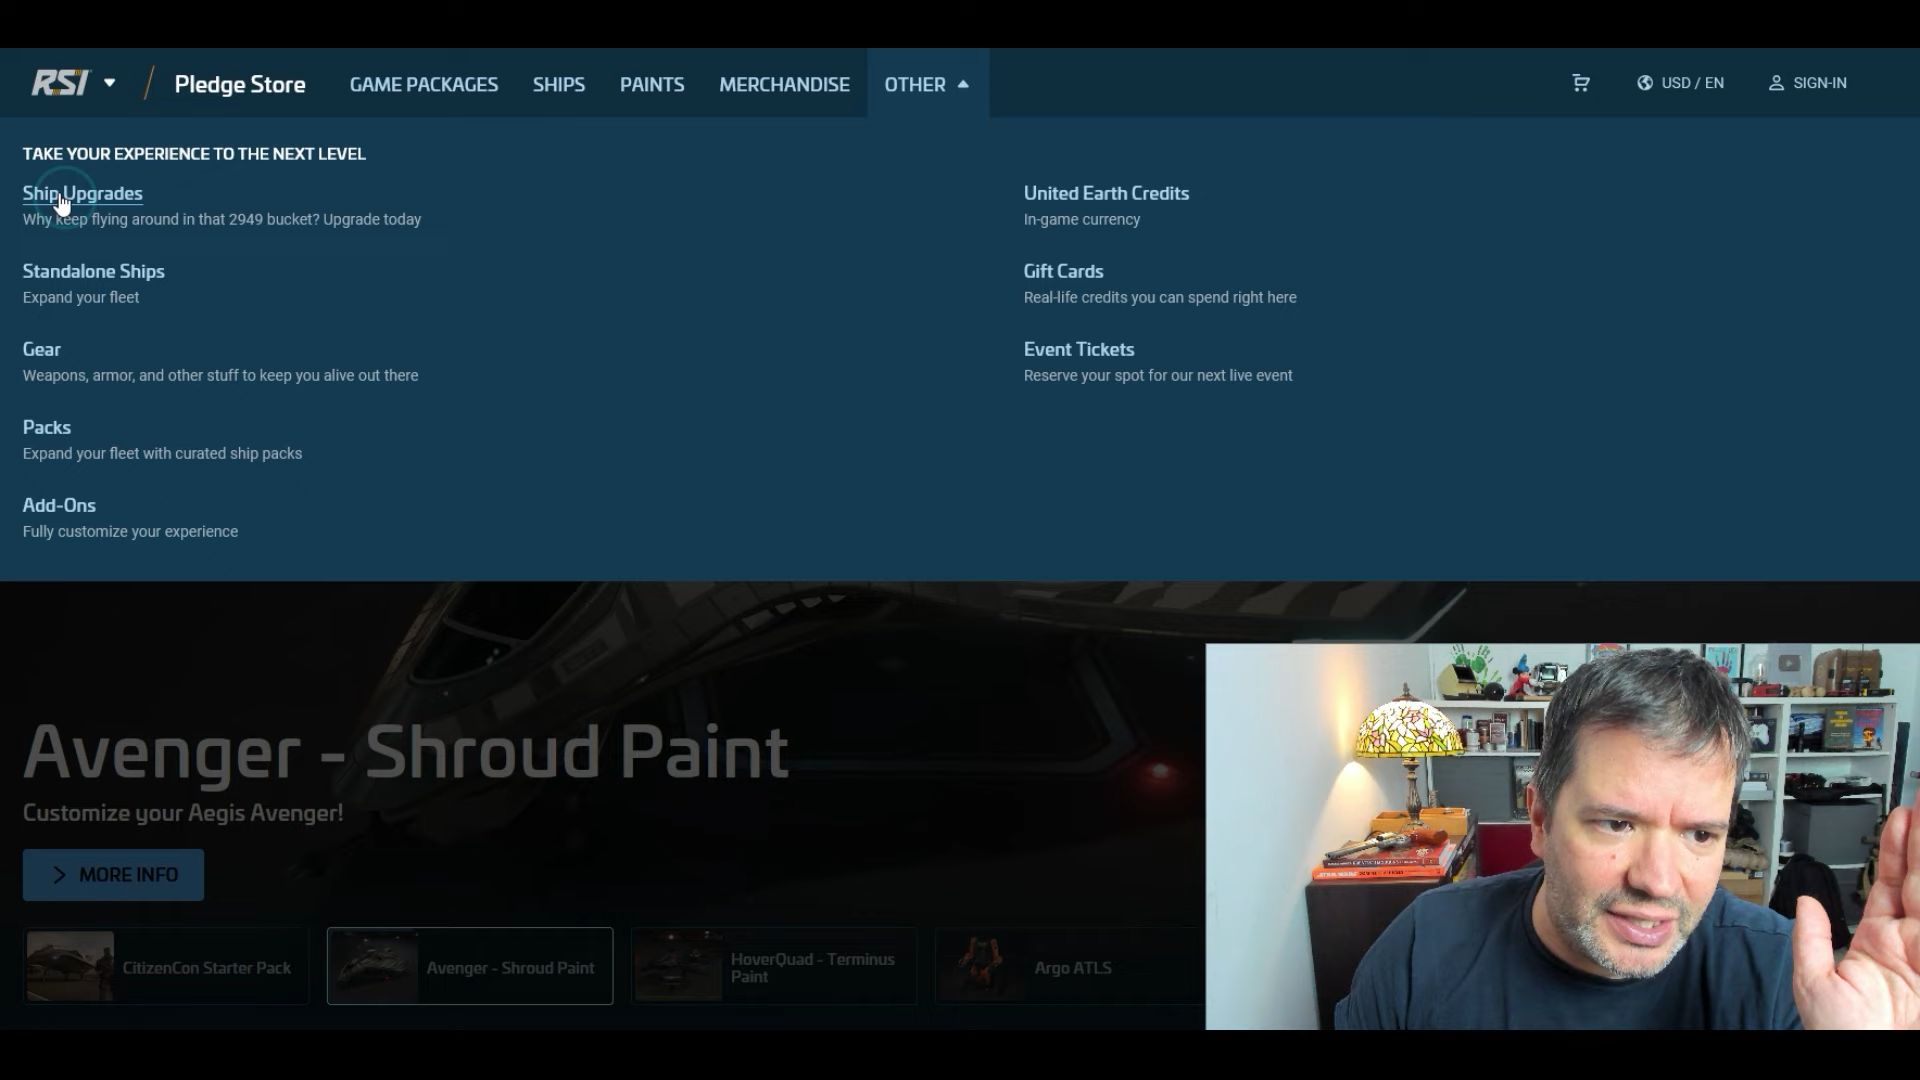 RSI
Pledge Store
GAME PACKAGES
SHIPS
PAINTS
MERCHANDISE
OTHER
USD / EN
SIGN-IN
TAKE YOUR EXPERIENCE TO THE NEXT LEVEL
Ship Upgrades
Why keep flying around in that 2949 bucket? Upgrade today
Standalone Ships
Expand your fleet
Gear
Weapons, armor, and other stuff to keep you alive out there
Packs
Expand your fleet with curated ship packs
Add-Ons
Fully customize your experience
United Earth Credits
In-game currency
Gift Cards
Real-life credits you can spend right here
Event Tickets
Reserve your spot for our next live event
Avenger - Shroud Paint
Customize your Aegis Avenger!
MORE INFO
CitizenCon Starter Pack
Avenger - Shroud Paint
HoverQuad - Terminus
Paint
Argo ATLS